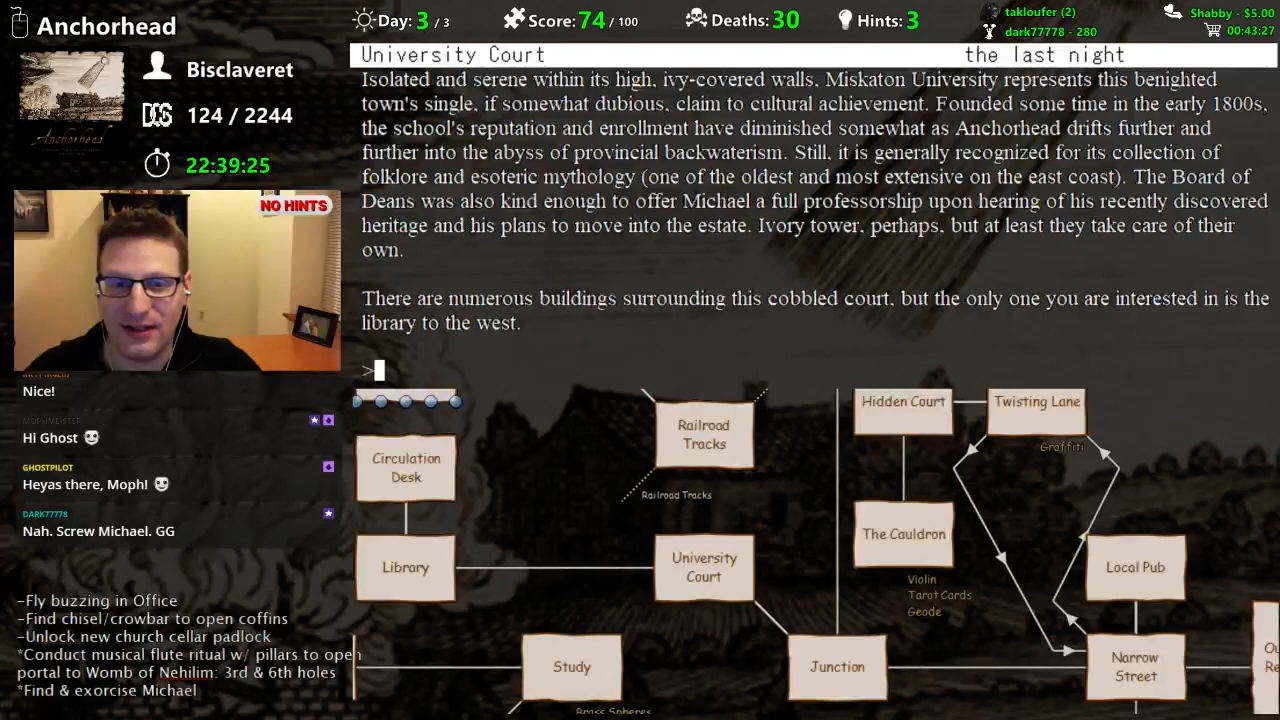 Anchorhead
Day: 3 / 3
Score: 74 / 100
Deaths: 30
Hints: 3
takloufer (2)
dark77778 - 280
Shabby - $5.00
00:43:27
Anchorhead
Bisclaveret
DCS 124 / 2244
22:39:25
NO HINTS
University Court the last night
Isolated and serene within its high, ivy-covered walls, Miskaton University represents this benighted
town's single, if somewhat dubious, claim to cultural achievement. Founded some time in the early 1800s,
the school's reputation and enrollment have diminished somewhat as Anchorhead drifts further and
further into the abyss of provincial backwaterism. Still, it is generally recognized for its collection of
folklore and esoteric mythology (one of the oldest and most extensive on the east coast). The Board of
Deans was also kind enough to offer Michael a full professorship upon hearing of his recently discovered
heritage and his plans to move into the estate. Ivory tower, perhaps, but at least they take care of their
own.
There are numerous buildings surrounding this cobbled court, but the only one you are interested in is the
library to the west.
>
Nice!
MORPHMEISTER
Hi Ghost
GHOSTPILOT
Heyas there, Moph!
DARK77778
Nah. Screw Michael. GG
-Fly buzzing in Office
-Find chisel/crowbar to open coffins
-Unlock new church cellar padlock
*Conduct musical flute ritual w/ pillars to open
portal to Womb of Nehilim: 3rd & 6th holes
*Find & exorcise Michael
Circulation
Desk
Library
Railroad
Tracks
Railroad Tracks
University
Court
Study
Brass Spheres
Junction
Hidden Court
Twisting Lane
Graffiti
The Cauldron
Violin
Tarot Cards
Geode
Local Pub
Narrow
Street